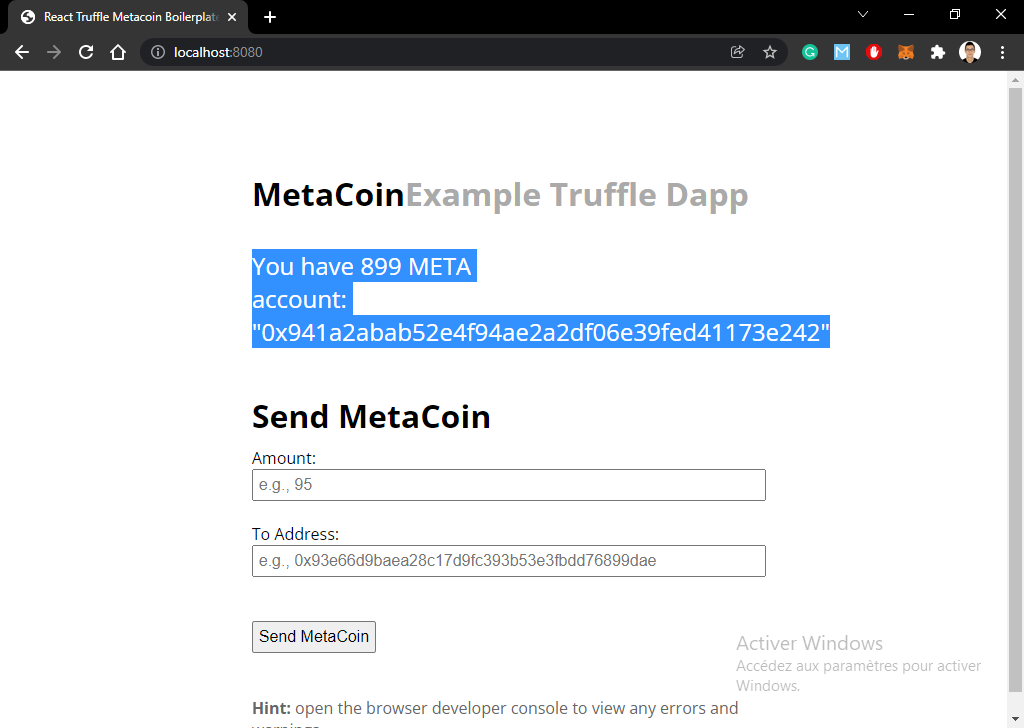 React Truffle Metacoin Boilerplate
localhost:8080
MetaCoinExample Truffle Dapp
You have 899 META
account:
"0x941a2abab52e4f94ae2a2df06e39fed41173e242"
Send MetaCoin
Amount:
e.g., 95
To Address:
e.g., 0x93e66d9baea28c17d9fc393b53e3fbdd76899dae
Send MetaCoin
Activer Windows
Accédez aux paramètres pour activer
Windows.
Hint: open the browser developer console to view any errors and
warnings